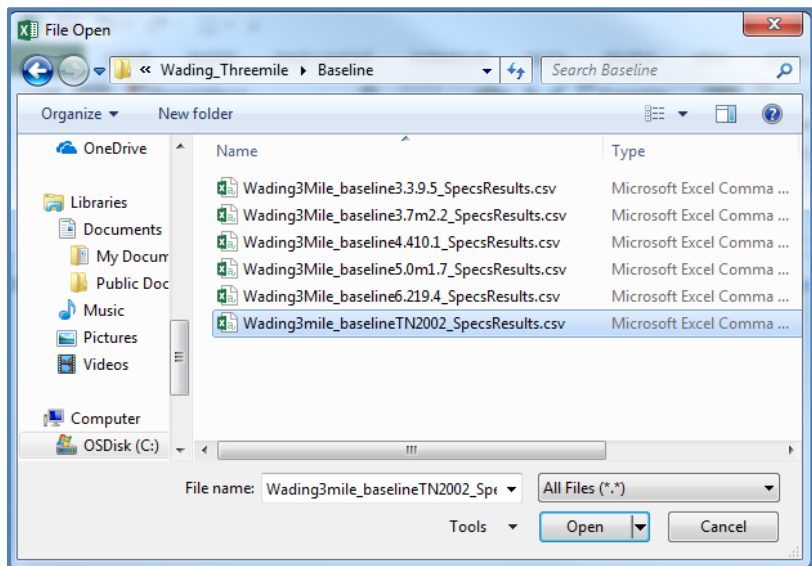 File Open
« Wading_Threemile ▸ Baseline
Search Baseline
Organize
New folder
OneDrive
Libraries
Documents
My Docum
Public Doc
Music
Pictures
Videos
Computer
OSDisk (C:)
Name Type
Wading3Mile_baseline3.3.9.5_SpecsResults.csv Microsoft Excel Comma ...
Wading3Mile_baseline3.7m2.2_SpecsResults.csv Microsoft Excel Comma ...
Wading3Mile_baseline4.410.1_SpecsResults.csv Microsoft Excel Comma ...
Wading3Mile_baseline5.0m1.7_SpecsResults.csv Microsoft Excel Comma ...
Wading3Mile_baseline6.219.4_SpecsResults.csv Microsoft Excel Comma ...
Wading3mile_baselineTN2002_SpecsResults.csv Microsoft Excel Comma ...
File name: Wading3mile_baselineTN2002_Spe All Files (*.*)
Tools Open Cancel